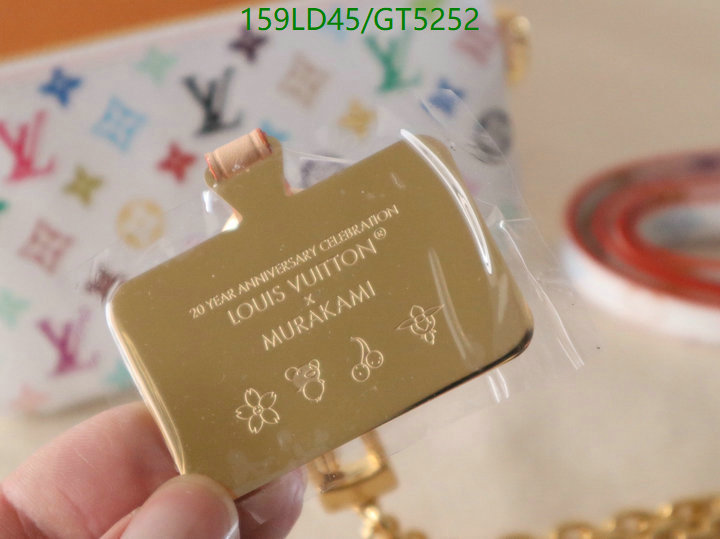 159LD45/GT5252
20 YEAR ANNIVERSARY CELEBRATION
LOUIS VUITTON®
x
MURAKAMI